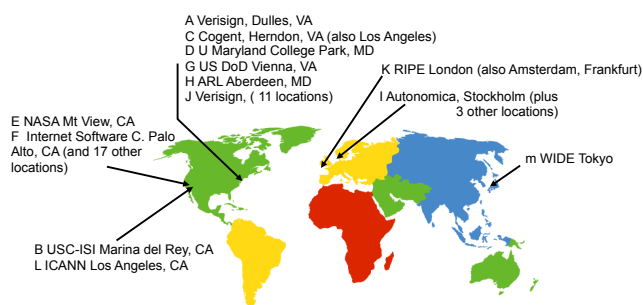 A Verisign, Dulles, VA
C Cogent, Herndon, VA (also Los Angeles)
D U Maryland College Park, MD
G US DoD Vienna, VA
H ARL Aberdeen, MD
J Verisign, ( 11 locations)
K RIPE London (also Amsterdam, Frankfurt)
I Autonomica, Stockholm (plus
3 other locations)
E NASA Mt View, CA
F Internet Software C. Palo
Alto, CA (and 17 other
locations)
m WIDE Tokyo
B USC-ISI Marina del Rey, CA
L ICANN Los Angeles, CA